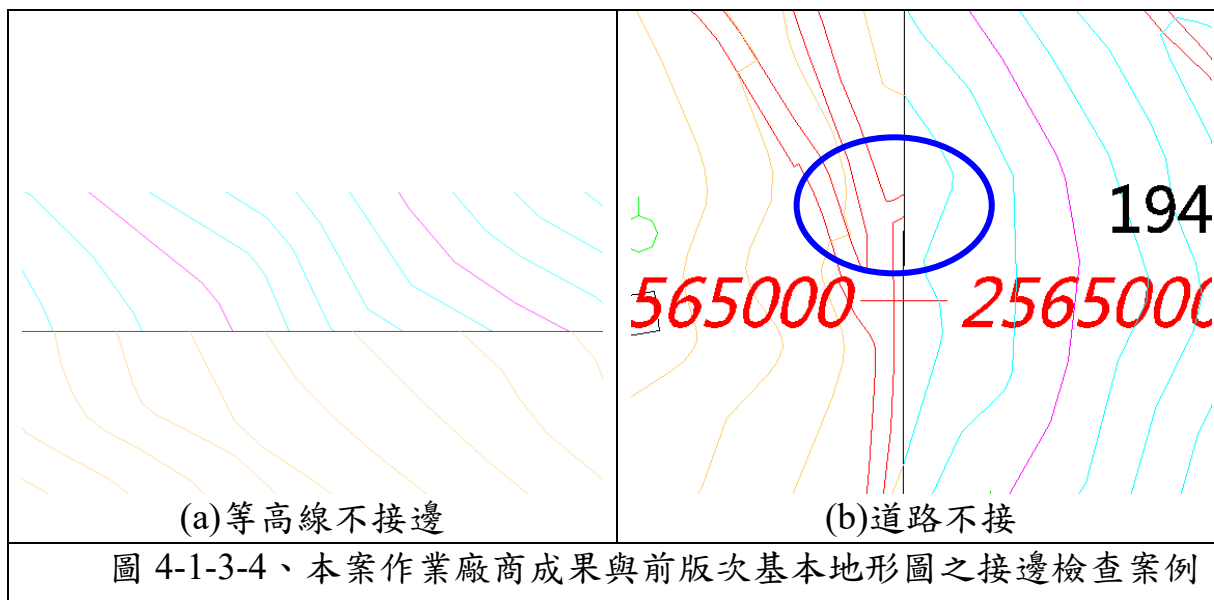 194
565000
2565000
(a)等高線不接邊
(b)道路不接
圖 4-1-3-4、本案作業廠商成果與前版次基本地形圖之接邊檢查案例